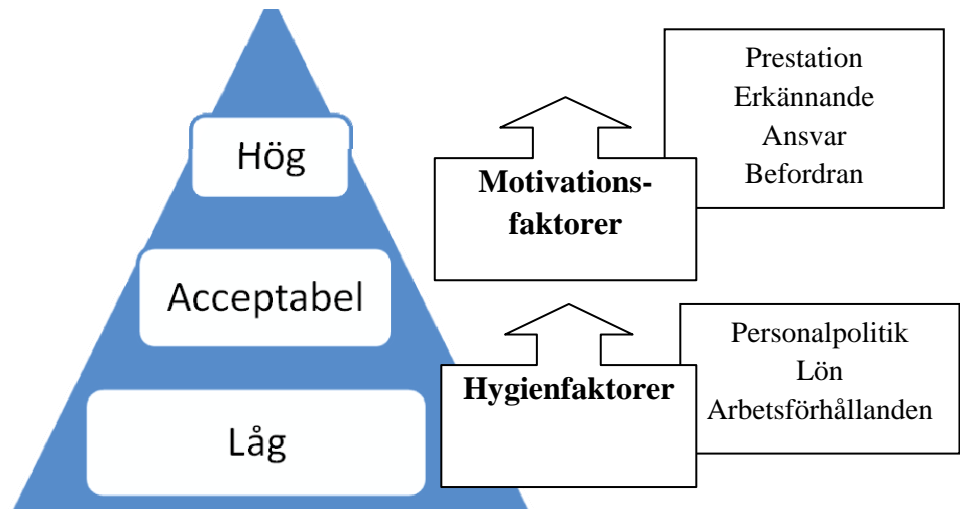 Hög
Acceptabel
Låg
Motivations-
faktorer
Prestation
Erkännande
Ansvar
Befordran
Hygienfaktorer
Personalpolitik
Lön
Arbetsförhållanden